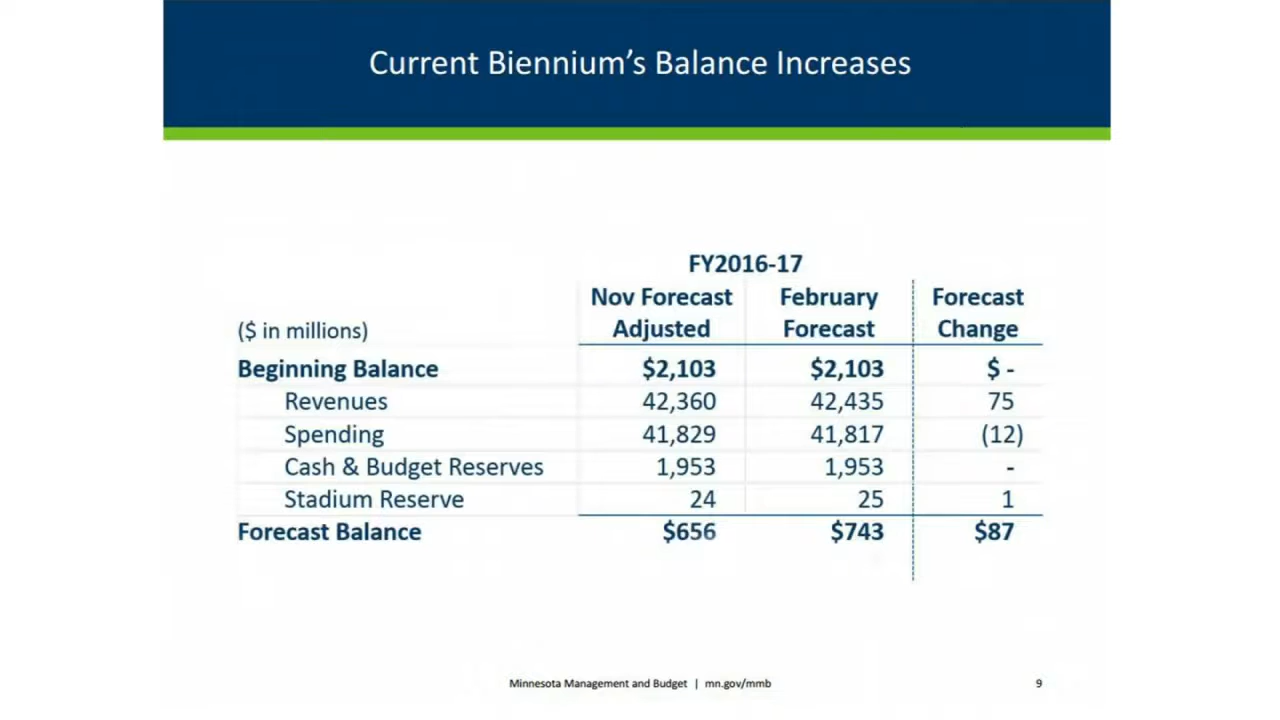 Current Biennium’s Balance Increases
FY2016-17
Nov Forecast February Forecast
($ in millions) Adjusted Forecast Change
Beginning Balance $2,103 $2,103 $ -
Revenues 42,360 42,435 75
Spending 41,829 41,817 (12)
Cash & Budget Reserves 1,953 1,953 -
Stadium Reserve 24 25 1
Forecast Balance $656 $743 $87
Minnesota Management and Budget | mn.gov/mmb 9